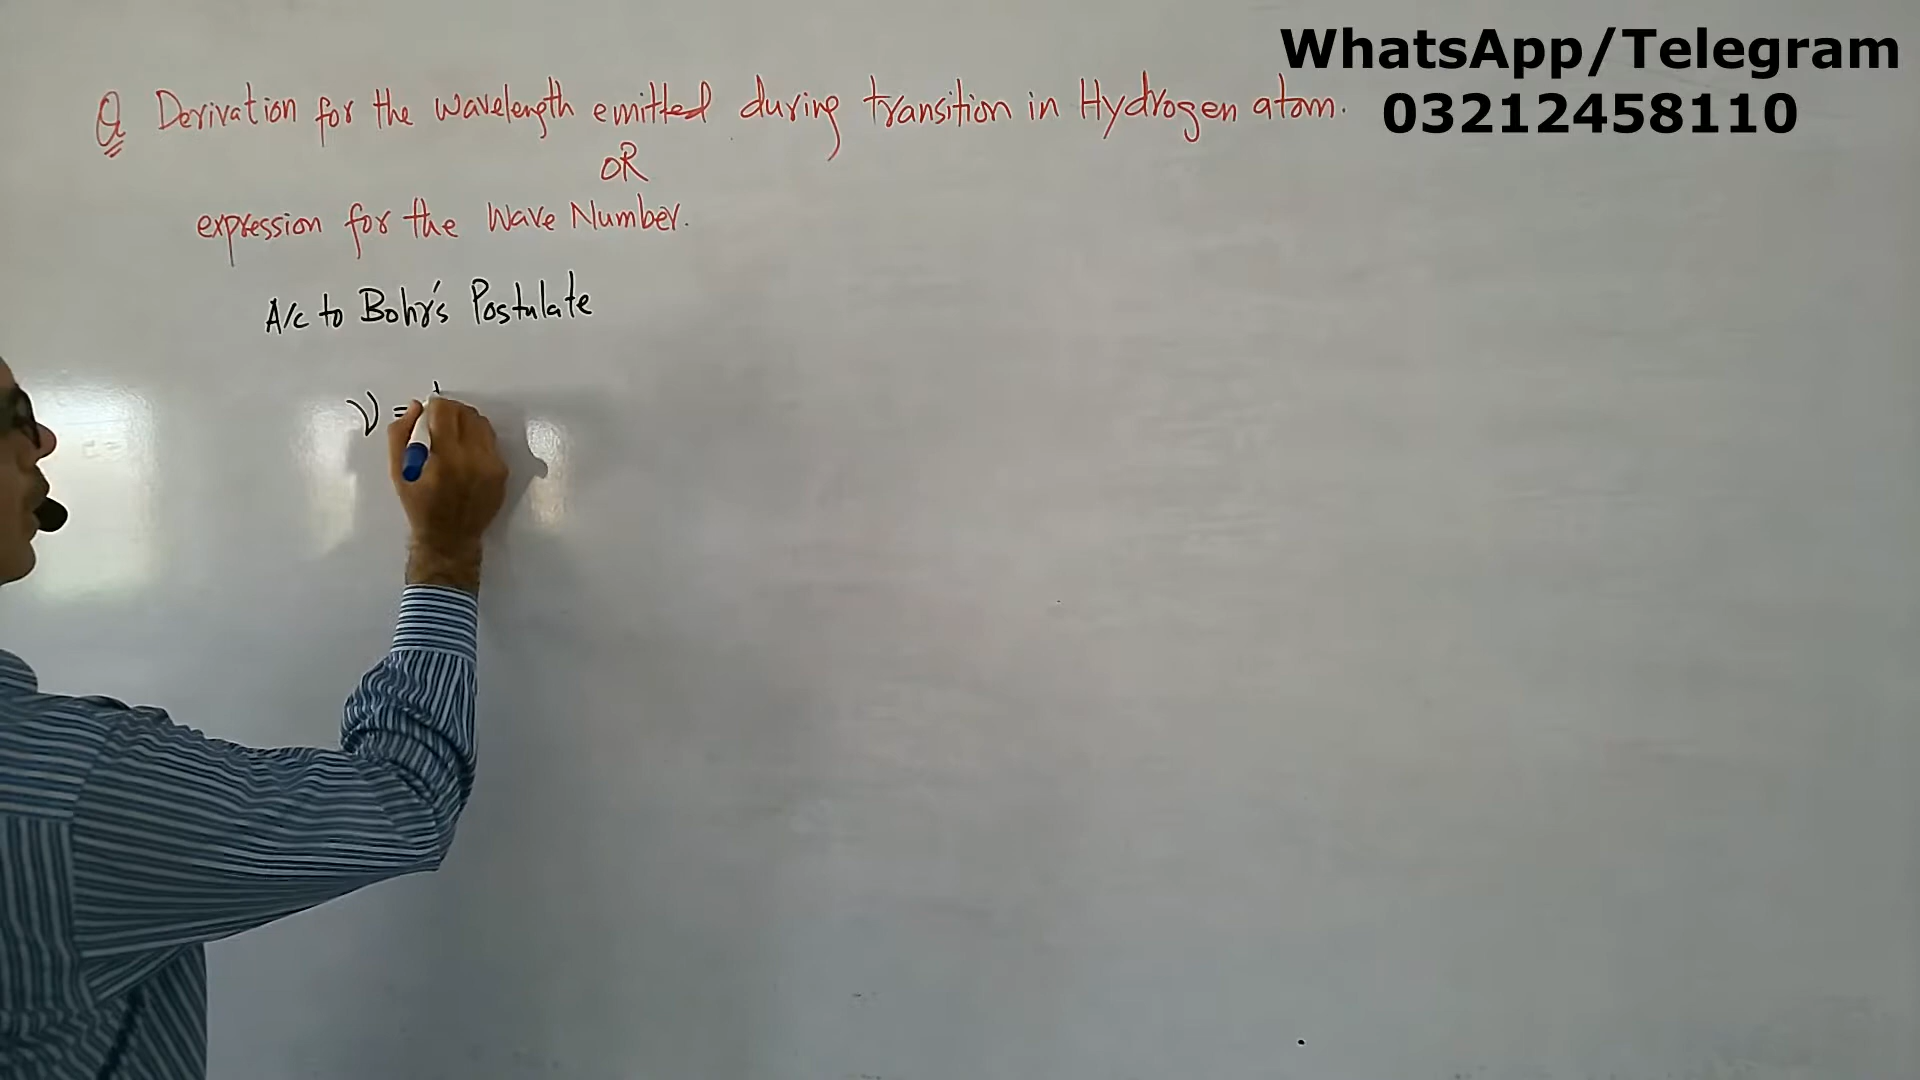 WhatsApp/Telegram
03212458110
Q Derivation for the wavelength emitted during transition in Hydrogen atom.
OR
expression for the Wave Number.
A/c to Bohr's Postulate
ν =